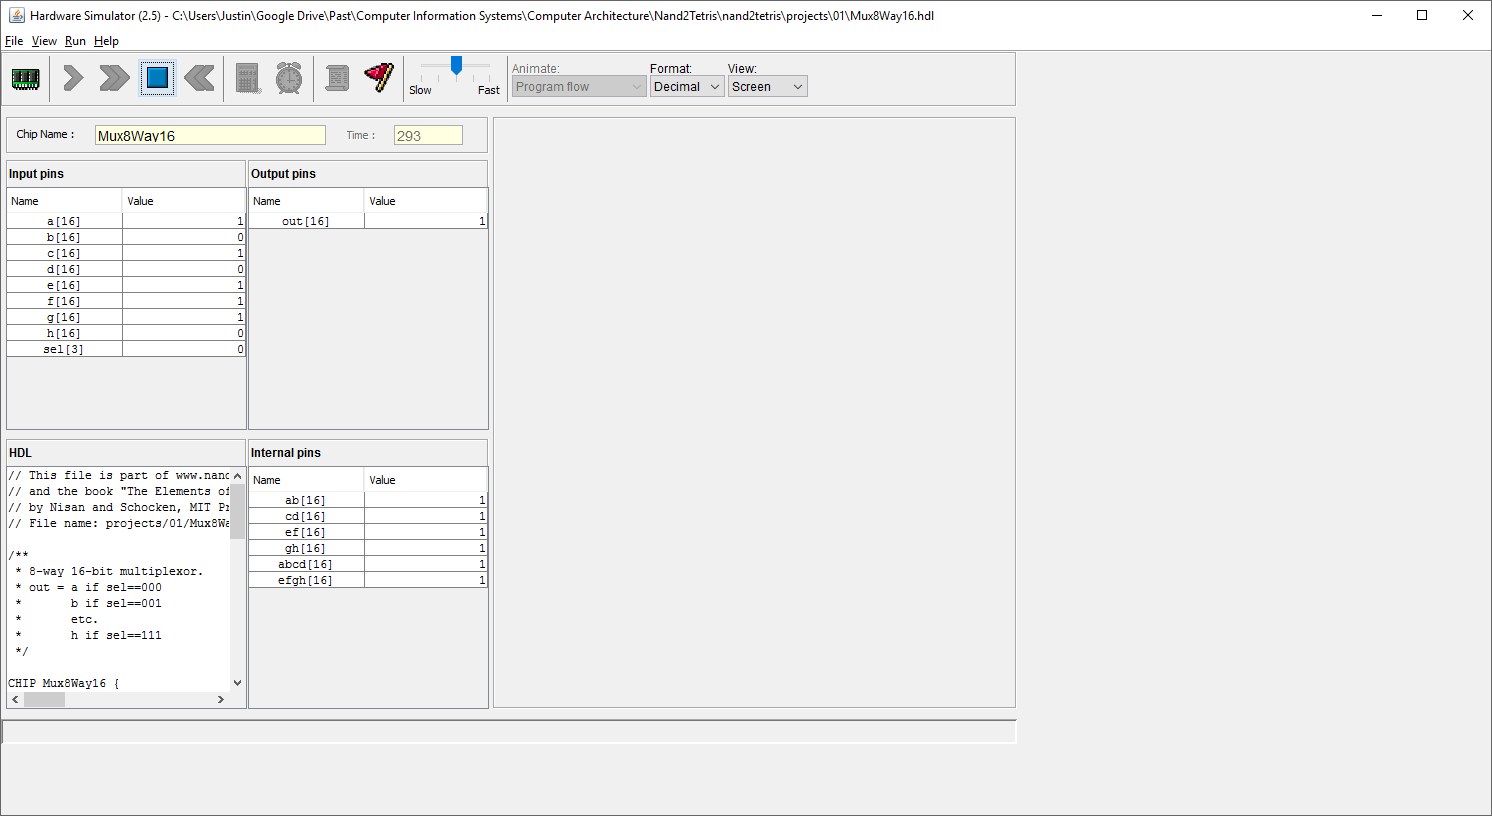 Hardware Simulator (2.5) - C:\Users\Justin\Google Drive\Past\Computer Information Systems\Computer Architecture\Nand2Tetris\nand2tetris\projects\01\Mux8Way16.hdl
File View Run Help
Slow Fast
Animate: Format: View:
Program flow Decimal Screen
Chip Name : Mux8Way16 Time : 293
Input pins
Name Value
a[16] 1
b[16] 0
c[16] 1
d[16] 0
e[16] 1
f[16] 1
g[16] 1
h[16] 0
sel[3] 0
Output pins
Name Value
out[16] 1
HDL
// This file is part of www.nand
// and the book "The Elements of
// by Nisan and Schocken, MIT Pr
// File name: projects/01/Mux8Wa
/**
* 8-way 16-bit multiplexor.
* out = a if sel==000
* b if sel==001
* etc.
* h if sel==111
*/
CHIP Mux8Way16 {
Internal pins
Name Value
ab[16] 1
cd[16] 1
ef[16] 1
gh[16] 1
abcd[16] 1
efgh[16] 1